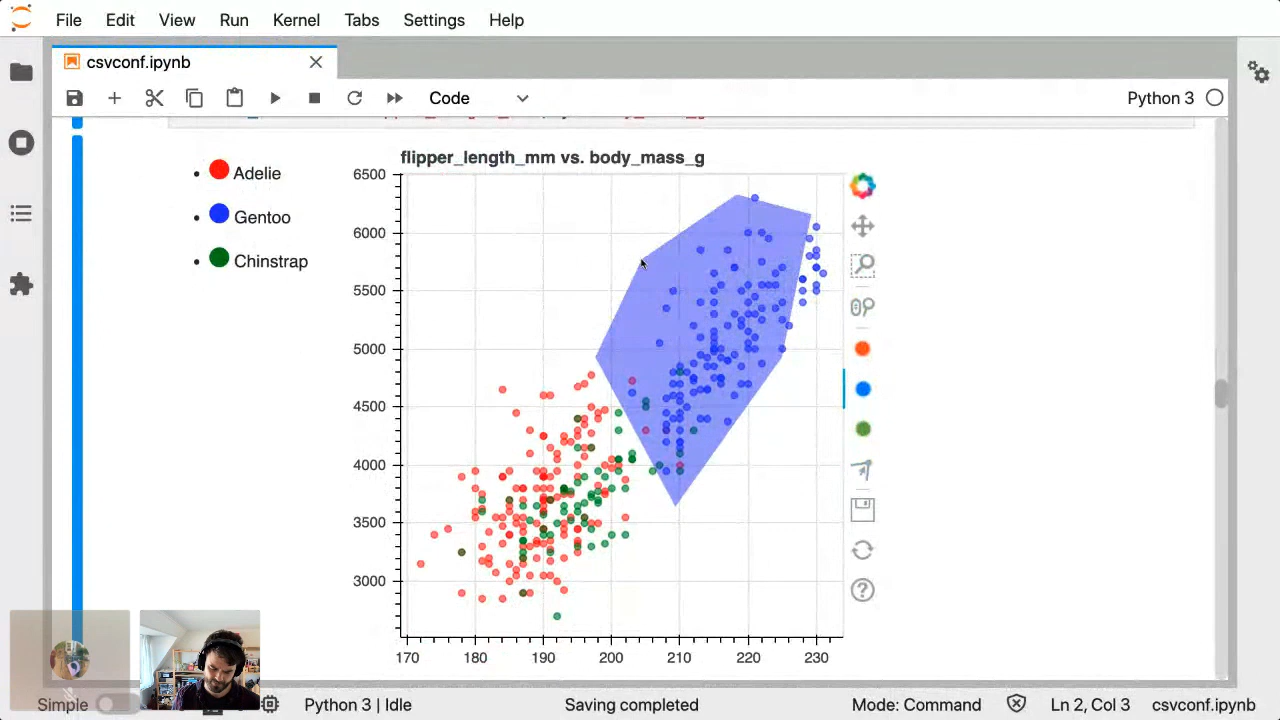 File Edit View Run Kernel Tabs Settings Help
csvconf.ipynb
Code
Python 3
flipper_length_mm vs. body_mass_g
Adelie
Gentoo
Chinstrap
6500
6000
5500
5000
4500
4000
3500
3000
170 180 190 200 210 220 230
Simple Python 3 | Idle Saving completed Mode: Command Ln 2, Col 3 csvconf.ipynb